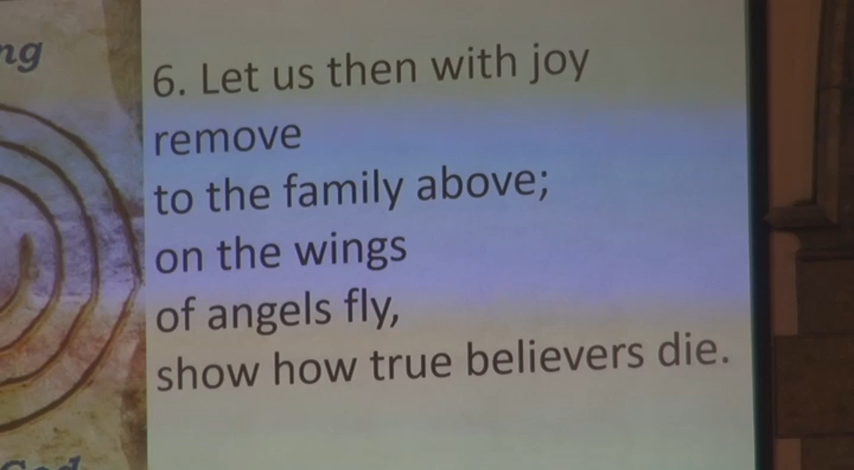 6. Let us then with joy
remove
to the family above;
on the wings
of angels fly,
show how true believers die.